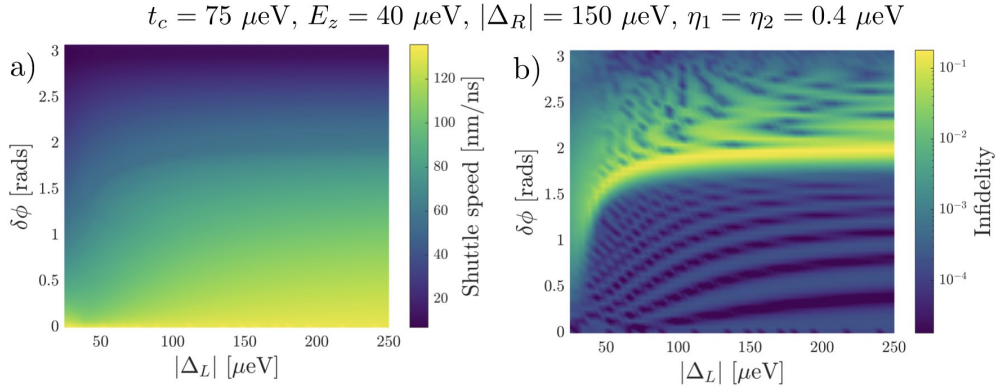 t_c = 75 μeV, E_z = 40 μeV, |Δ_R| = 150 μeV, η_1 = η_2 = 0.4 μeV
a)
3
2.5
2
1.5
1
0.5
0
δϕ [rads]
50 100 150 200 250
|Δ_L| [μeV]
120
100
80
60
40
20
Shuttle speed [nm/ns]
b)
3
2.5
2
1.5
1
0.5
0
δϕ [rads]
50 100 150 200 250
|Δ_L| [μeV]
10^{-1}
10^{-2}
10^{-3}
10^{-4}
Infidelity